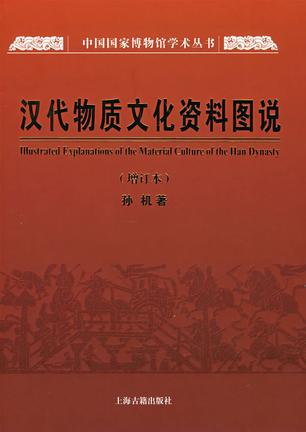 中国国家博物馆学术丛书
汉代物质文化资料图说
Illustrated Explanations of the Material Culture of the Han Dynasty
(增订本)
孙 机著
上海古籍出版社